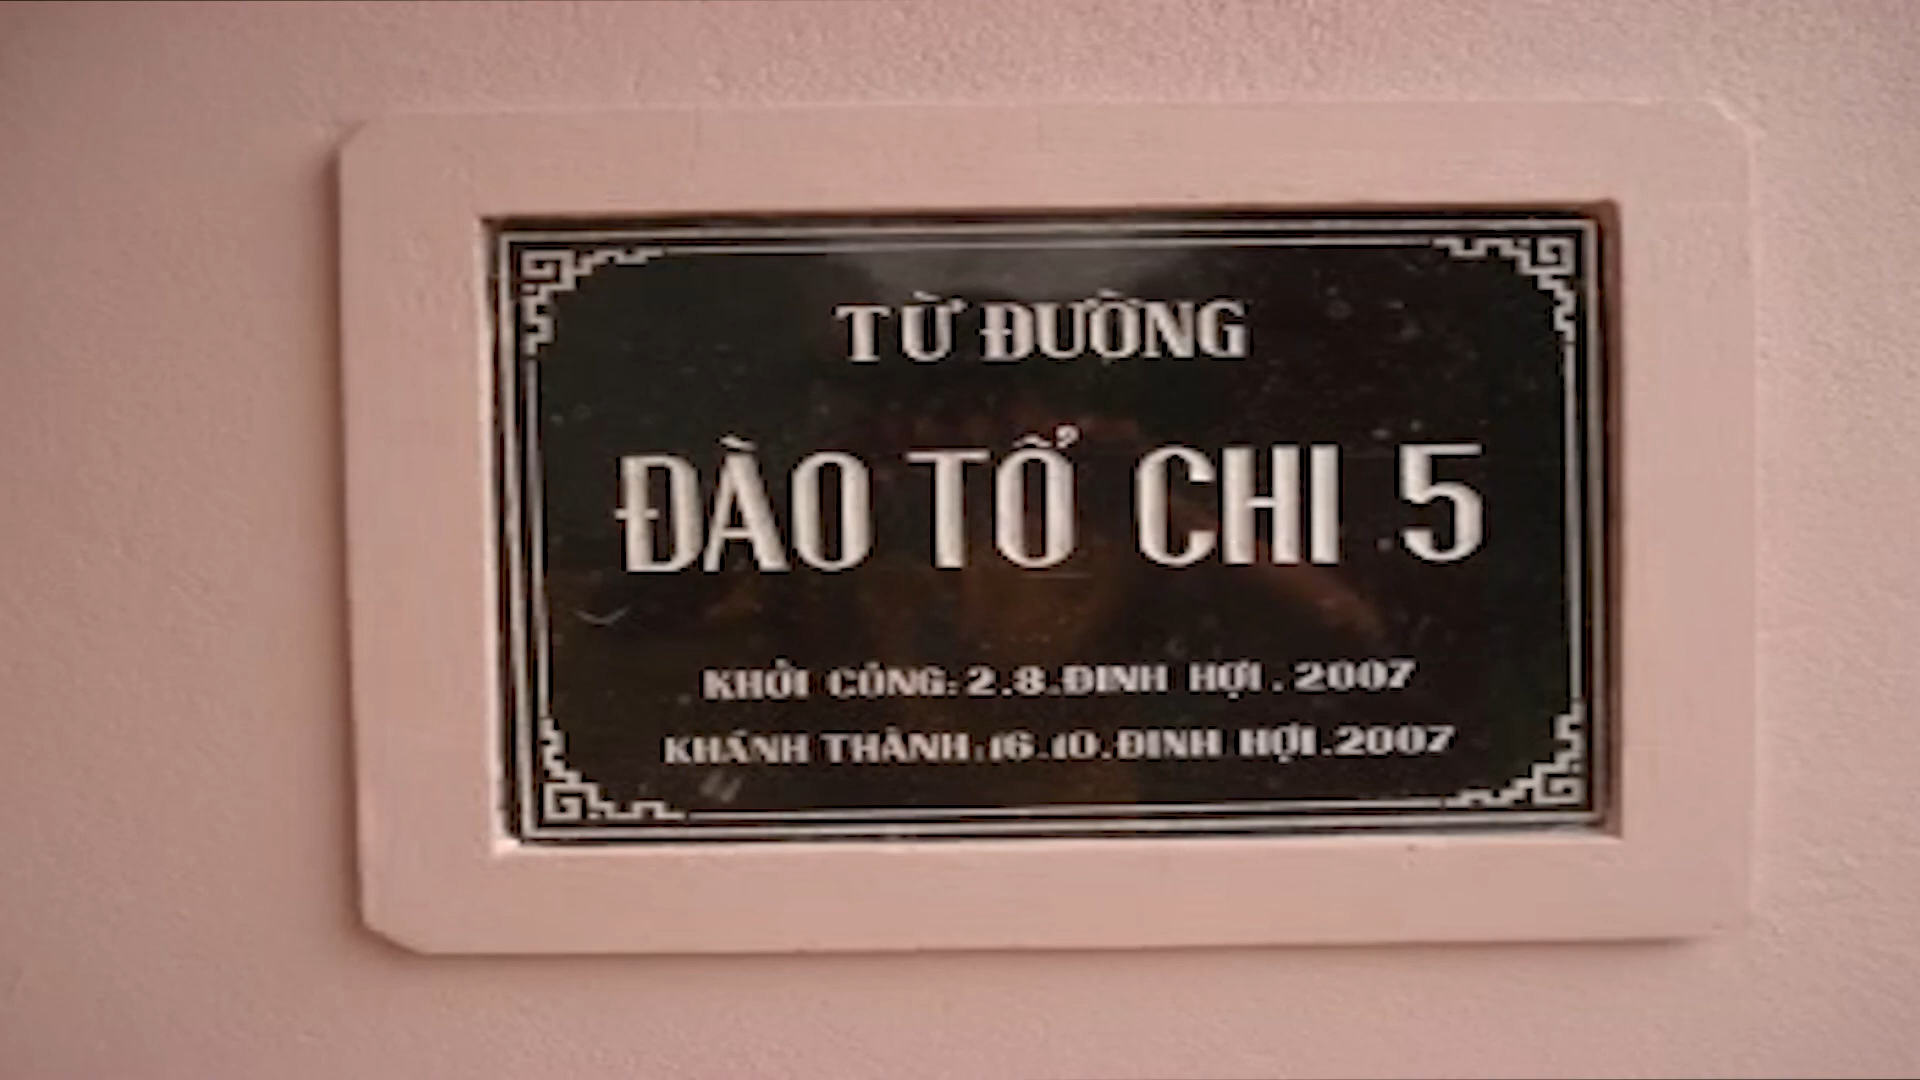 TỪ ĐƯỜNG
ĐÀO TỔ CHI 5
KHỞI CÔNG: 2.8.ĐINH HỢI. 2007
KHÁNH THÀNH: 16.10.ĐINH HỢI.2007